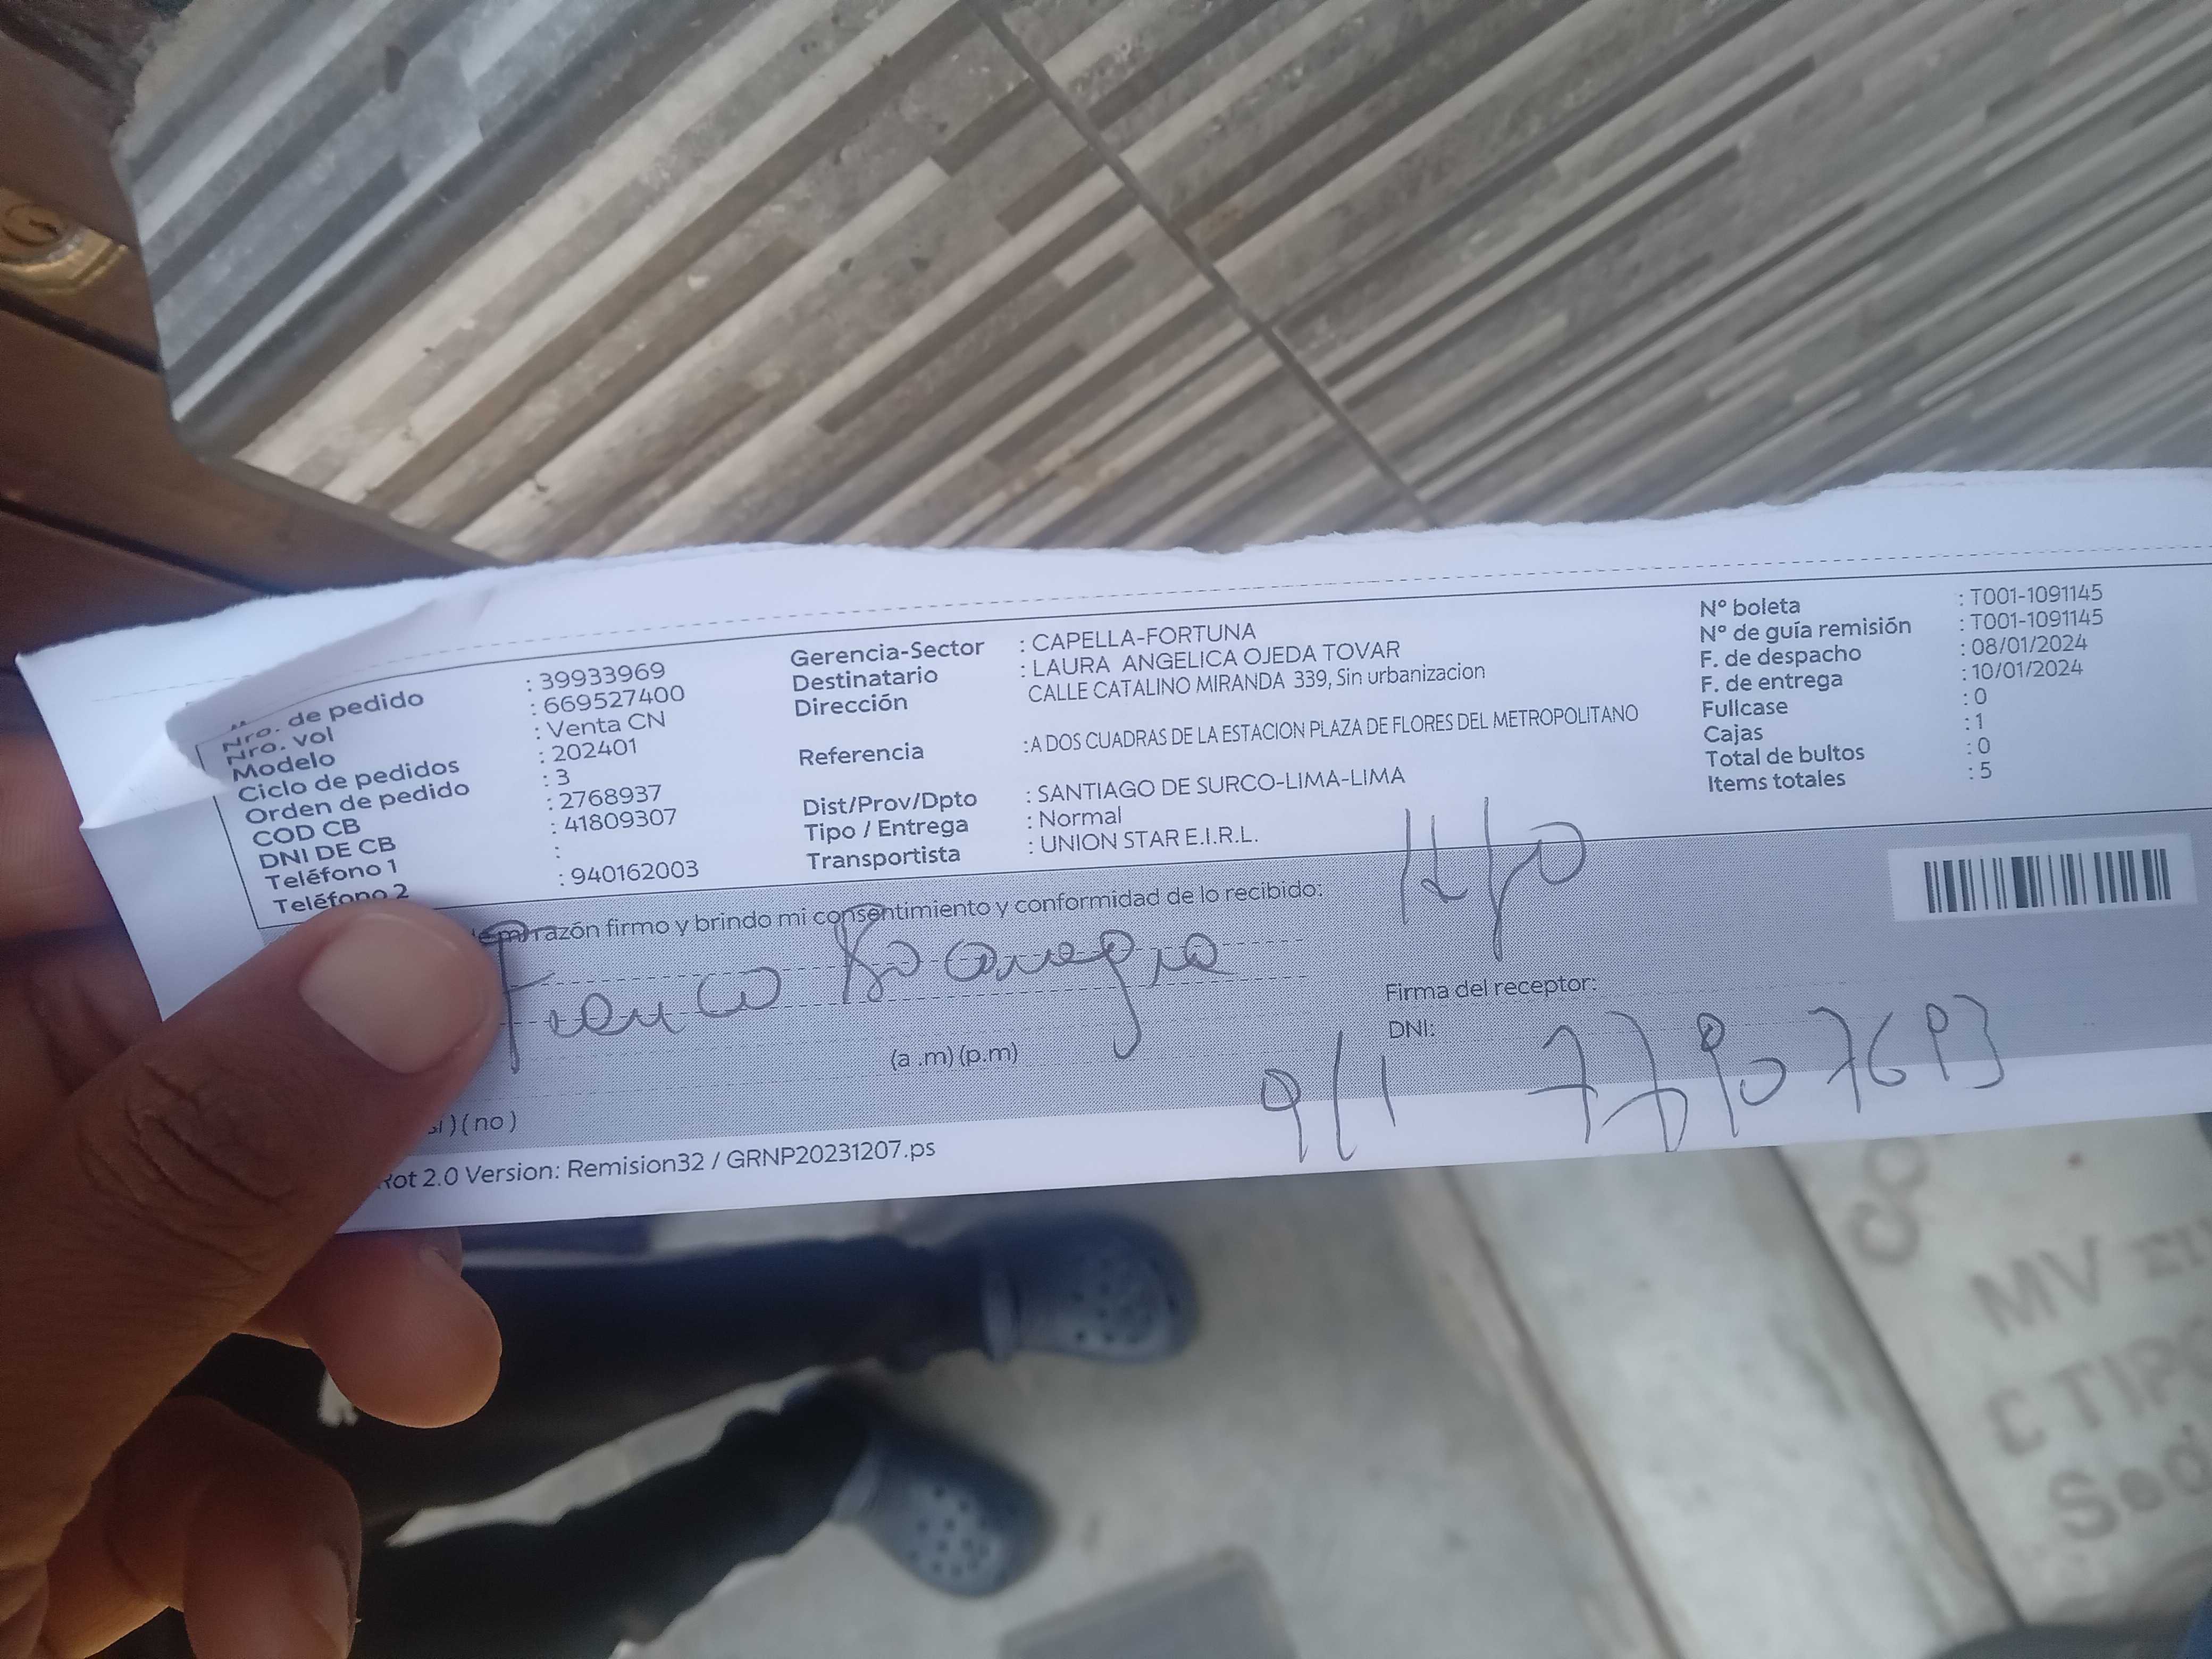 Nro. de pedido : 39933969
Nro. vol : 669527400
Modelo : Venta CN
Ciclo de pedidos : 202401
Orden de pedido : 3
COD CB : 2768937
DNI DE CB : 41809307
Teléfono 1 :
Teléfono 2 : 940162003
Gerencia-Sector : CAPELLA-FORTUNA
Destinatario : LAURA ANGELICA OJEDA TOVAR
Dirección CALLE CATALINO MIRANDA 339, Sin urbanizacion
Referencia :A DOS CUADRAS DE LA ESTACION PLAZA DE FLORES DEL METROPOLITANO
Dist/Prov/Dpto : SANTIAGO DE SURCO-LIMA-LIMA
Tipo / Entrega : Normal
Transportista : UNION STAR E.I.R.L.
Nº boleta : T001-1091145
Nº de guía remisión : T001-1091145
F. de despacho : 08/01/2024
F. de entrega : 10/01/2024
Fullcase : 0
Cajas : 1
Total de bultos : 0
Items totales : 5
razón firmo y brindo mi consentimiento y conformidad de lo recibido:
Firma del receptor:
DNI:
(a .m) (p.m)
9/1
) ( no )
Rot 2.0 Version: Remision32 / GRNP20231207.ps
MV